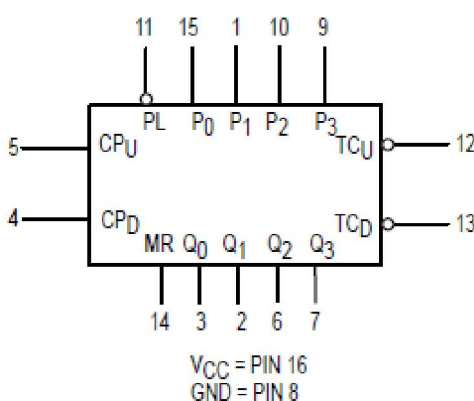 11 15 1 10 9
PL P0 P1 P2 P3
5 CPU TCU 12
4 CPD TCD 13
MR Q0 Q1 Q2 Q3
14 3 2 6 7
VCC = PIN 16
GND = PIN 8